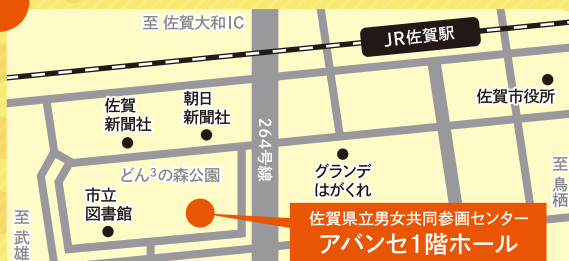 至 佐賀大和IC
JR佐賀駅
佐賀市役所
佐賀
新聞社
朝日
新聞社
264号線
グランデ
はがくれ
どん3の森公園
市立
図書館
至 武雄
至 鳥栖
佐賀県立男女共同参画センター
アバンセ1階ホール